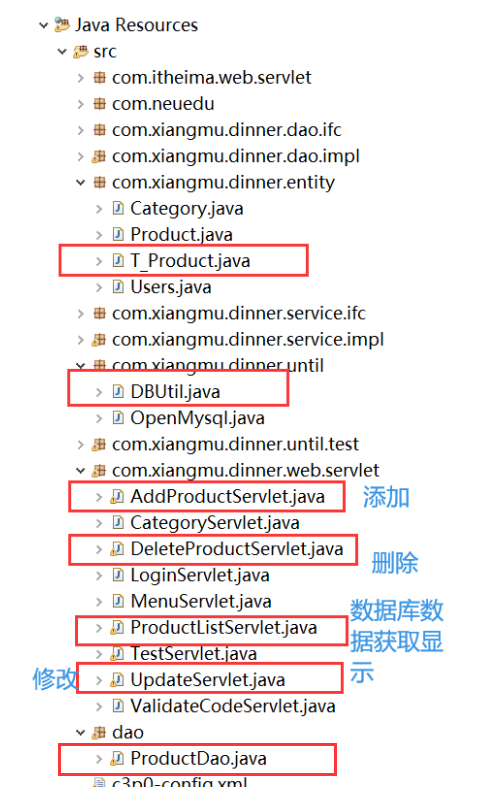 Java Resources
src
com.itheima.web.servlet
com.neuedu
com.xiangmu.dinner.dao.ifc
com.xiangmu.dinner.dao.impl
com.xiangmu.dinner.entity
Category.java
Product.java
T_Product.java
Users.java
com.xiangmu.dinner.service.ifc
com.xiangmu.dinner.service.impl
com.xiangmu.dinner.until
DBUtil.java
OpenMysql.java
com.xiangmu.dinner.until.test
com.xiangmu.dinner.web.servlet
AddProductServlet.java 添加
CategoryServlet.java
DeleteProductServlet.java 删除
LoginServlet.java
MenuServlet.java
ProductListServlet.java
数据库数
据获取显
示
TestServlet.java
修改 UpdateServlet.java
ValidateCodeServlet.java
dao
ProductDao.java
c3p0-config.xml